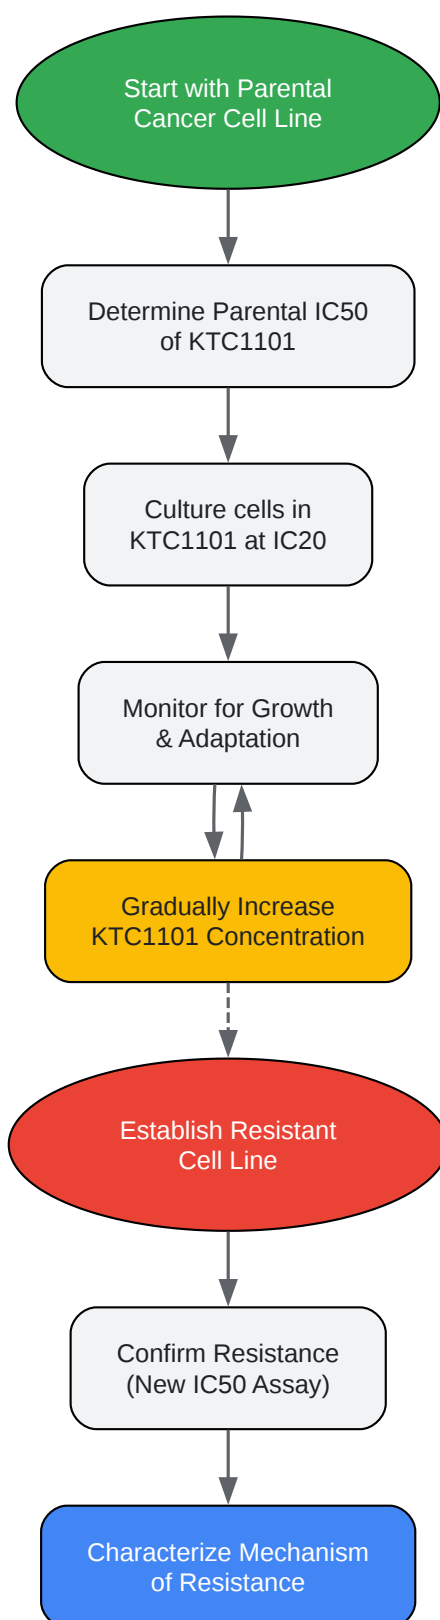 Start with Parental
Cancer Cell Line
Determine Parental IC50
of KTC1101
Culture cells in
KTC1101 at IC20
Monitor for Growth
& Adaptation
Gradually Increase
KTC1101 Concentration
Establish Resistant
Cell Line
Confirm Resistance
(New IC50 Assay)
Characterize Mechanism
of Resistance